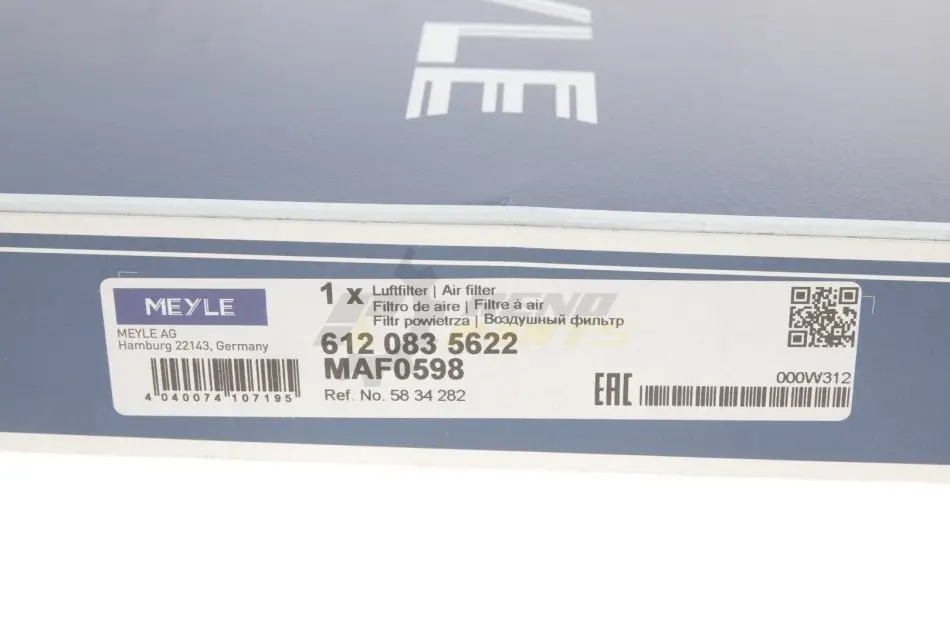 YLE
MEYLE
MEYLE AG
Hamburg 22143, Germany
4 040074 107195
1 x Luftfilter | Air filter
Filtro de aire | Filtre à air
Filtr powietrza | Воздушный фильтр
612 083 5622
MAF0598
Ref. No. 58 34 282
EAC
000W312